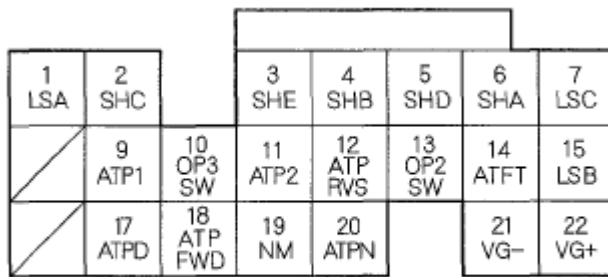 1 2 3 4 5 6 7
LSA SHC SHE SHB SHD SHA LSC
9 10 11 12 13 14 15
ATP1 OP3 SW ATP2 ATP RVS OP2 SW ATFT LSB
17 18 19 20 21 22
ATPD ATP FWD NM ATPN VG− VG+